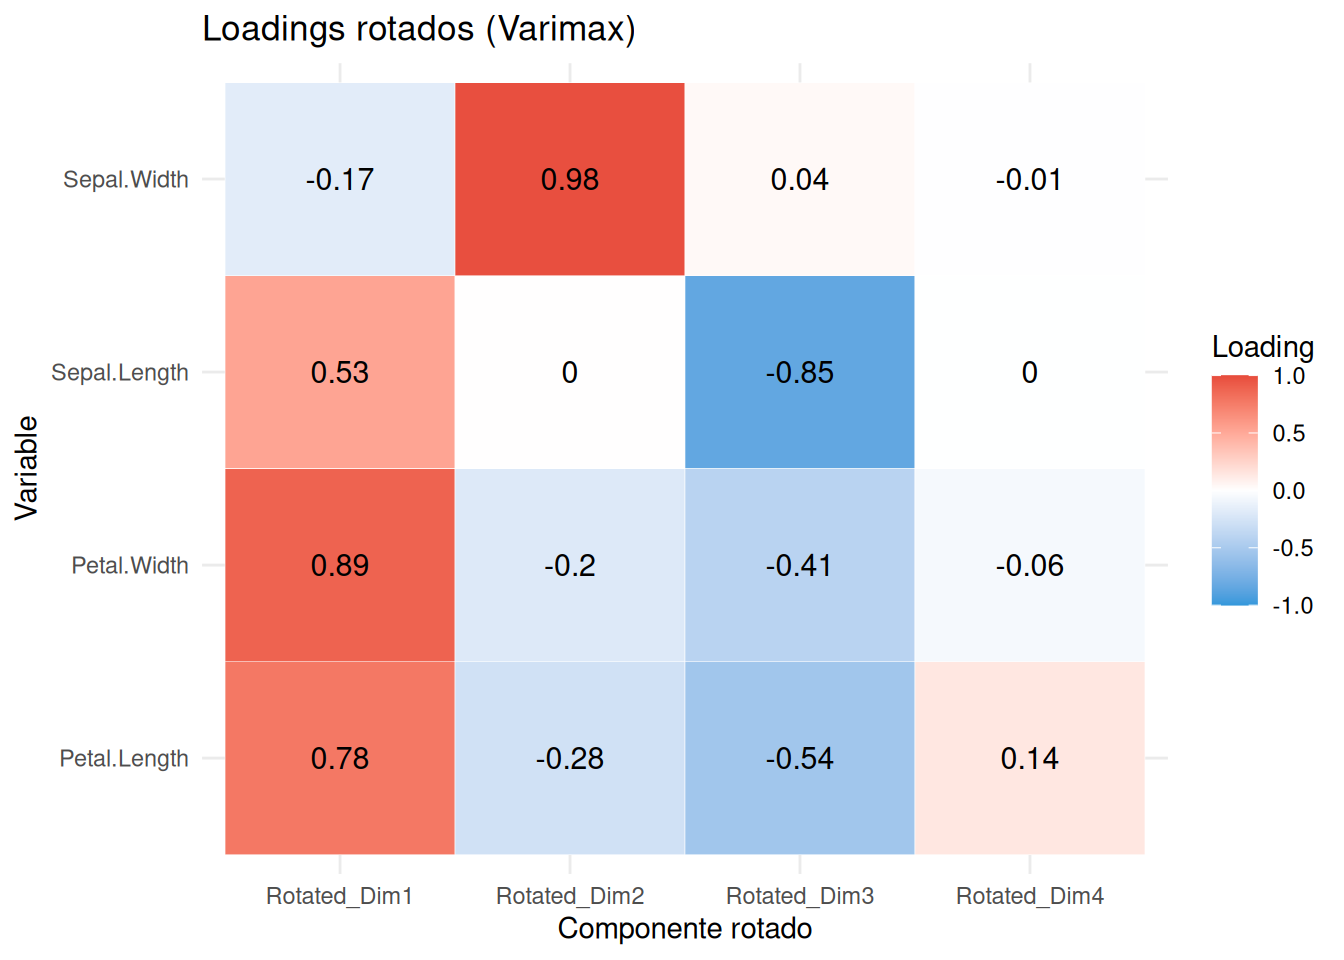 Loadings rotados (Varimax)
Variable
Sepal.Width
-0.17
0.98
0.04
-0.01
Sepal.Length
0.53
0
-0.85
0
Petal.Width
0.89
-0.2
-0.41
-0.06
Petal.Length
0.78
-0.28
-0.54
0.14
Rotated_Dim1
Rotated_Dim2
Rotated_Dim3
Rotated_Dim4
Componente rotado
Loading
1.0
0.5
0.0
-0.5
-1.0